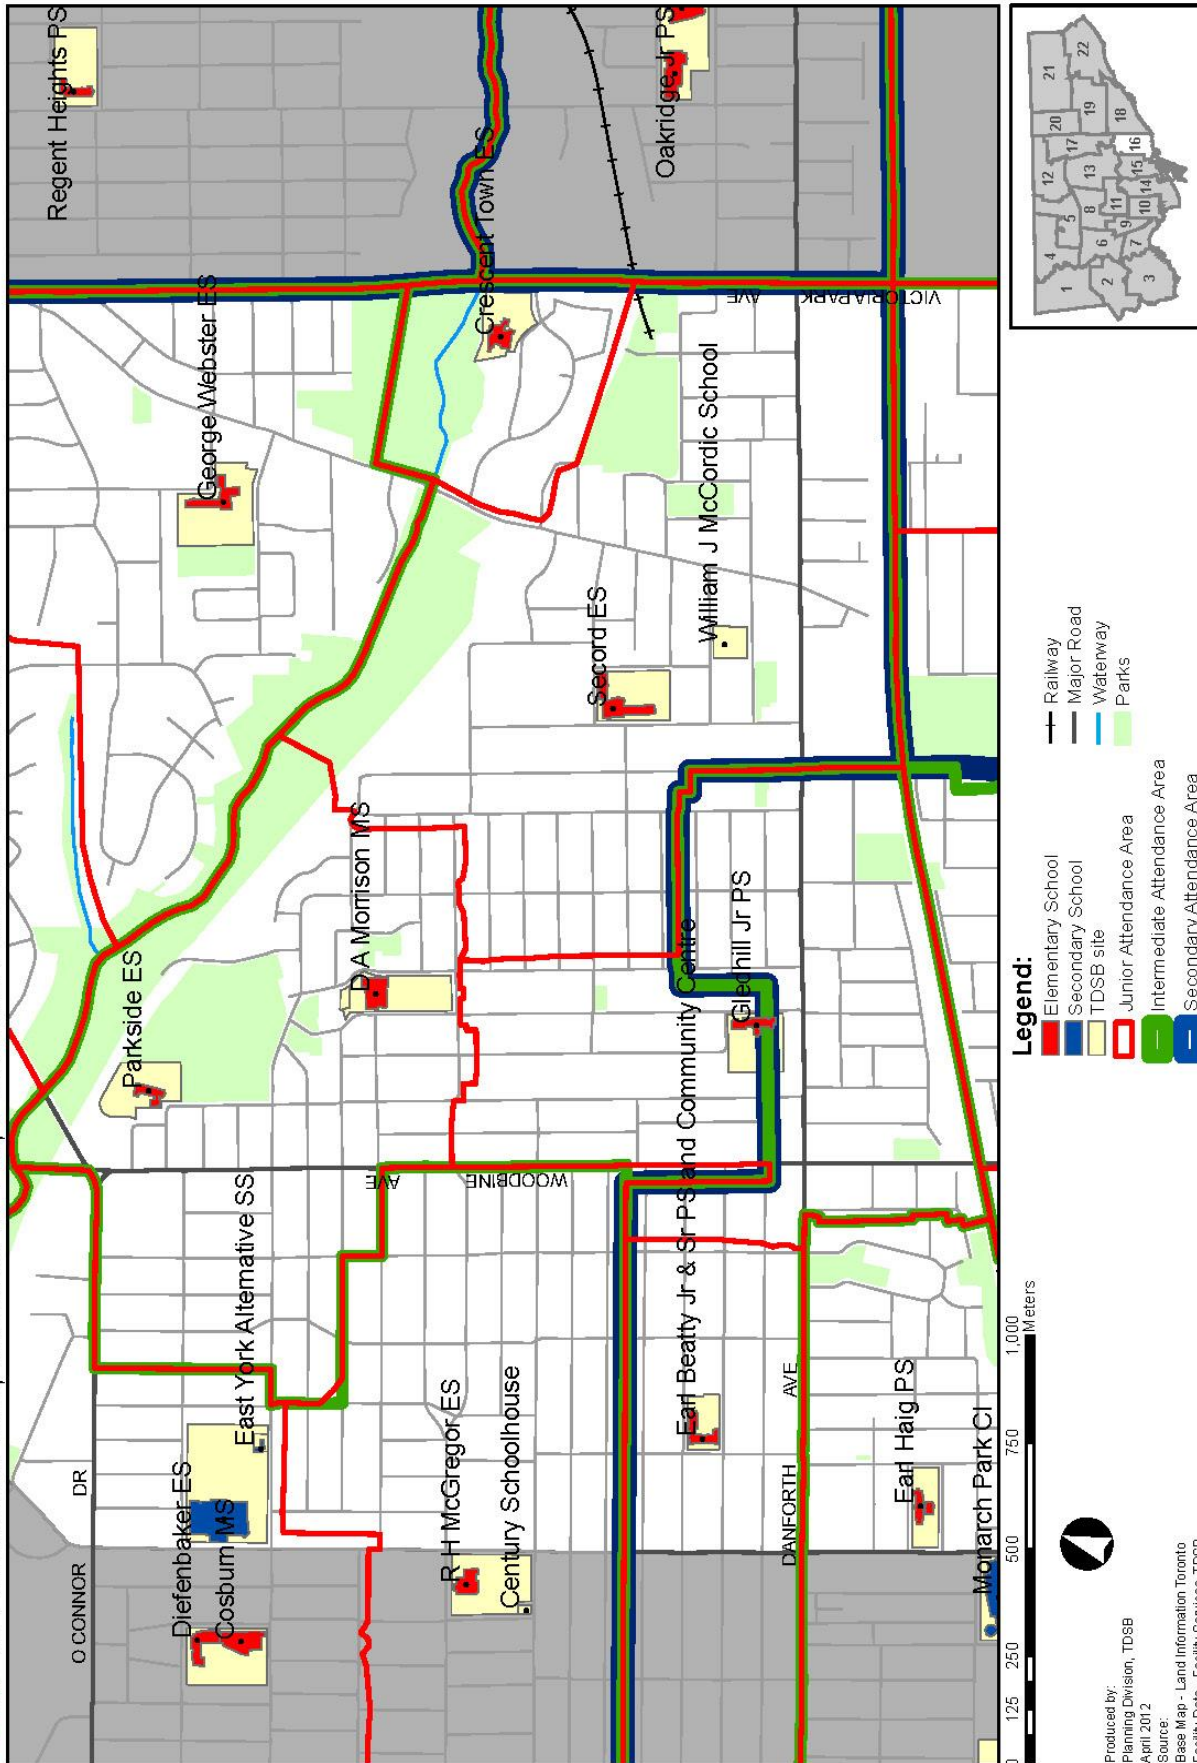 Regent Heights PS
George Webster ES
Crescent Town ES
Oakridge Jr PS
Parkside ES
D A Morrison MS
Secord ES
William J McCordic School
AVE
VICTORIA PARK
East York Alternative SS
AVE
WOODBINE
Gledhill Jr PS
Earl Beatty Jr & Sr PS and Community Centre
O CONNOR
DR
Diefenbaker ES
Cosburn MS
R H McGregor ES
Century Schoolhouse
DANFORTH
AVE
Earl Haig PS
Monarch Park CI
125
250
500
750
1,000
Meters
Legend:
Elementary School
Secondary School
TDSB site
Junior Attendance Area
Intermediate Attendance Area
Secondary Attendance Area
Railway
Major Road
Waterway
Parks
Produced by:
Planning Division, TDSB
April 2012
Source:
Base Map - Land Information Toronto
1
2
3
4
5
6
7
8
9
10
11
12
13
14
15
16
17
18
19
20
21
22